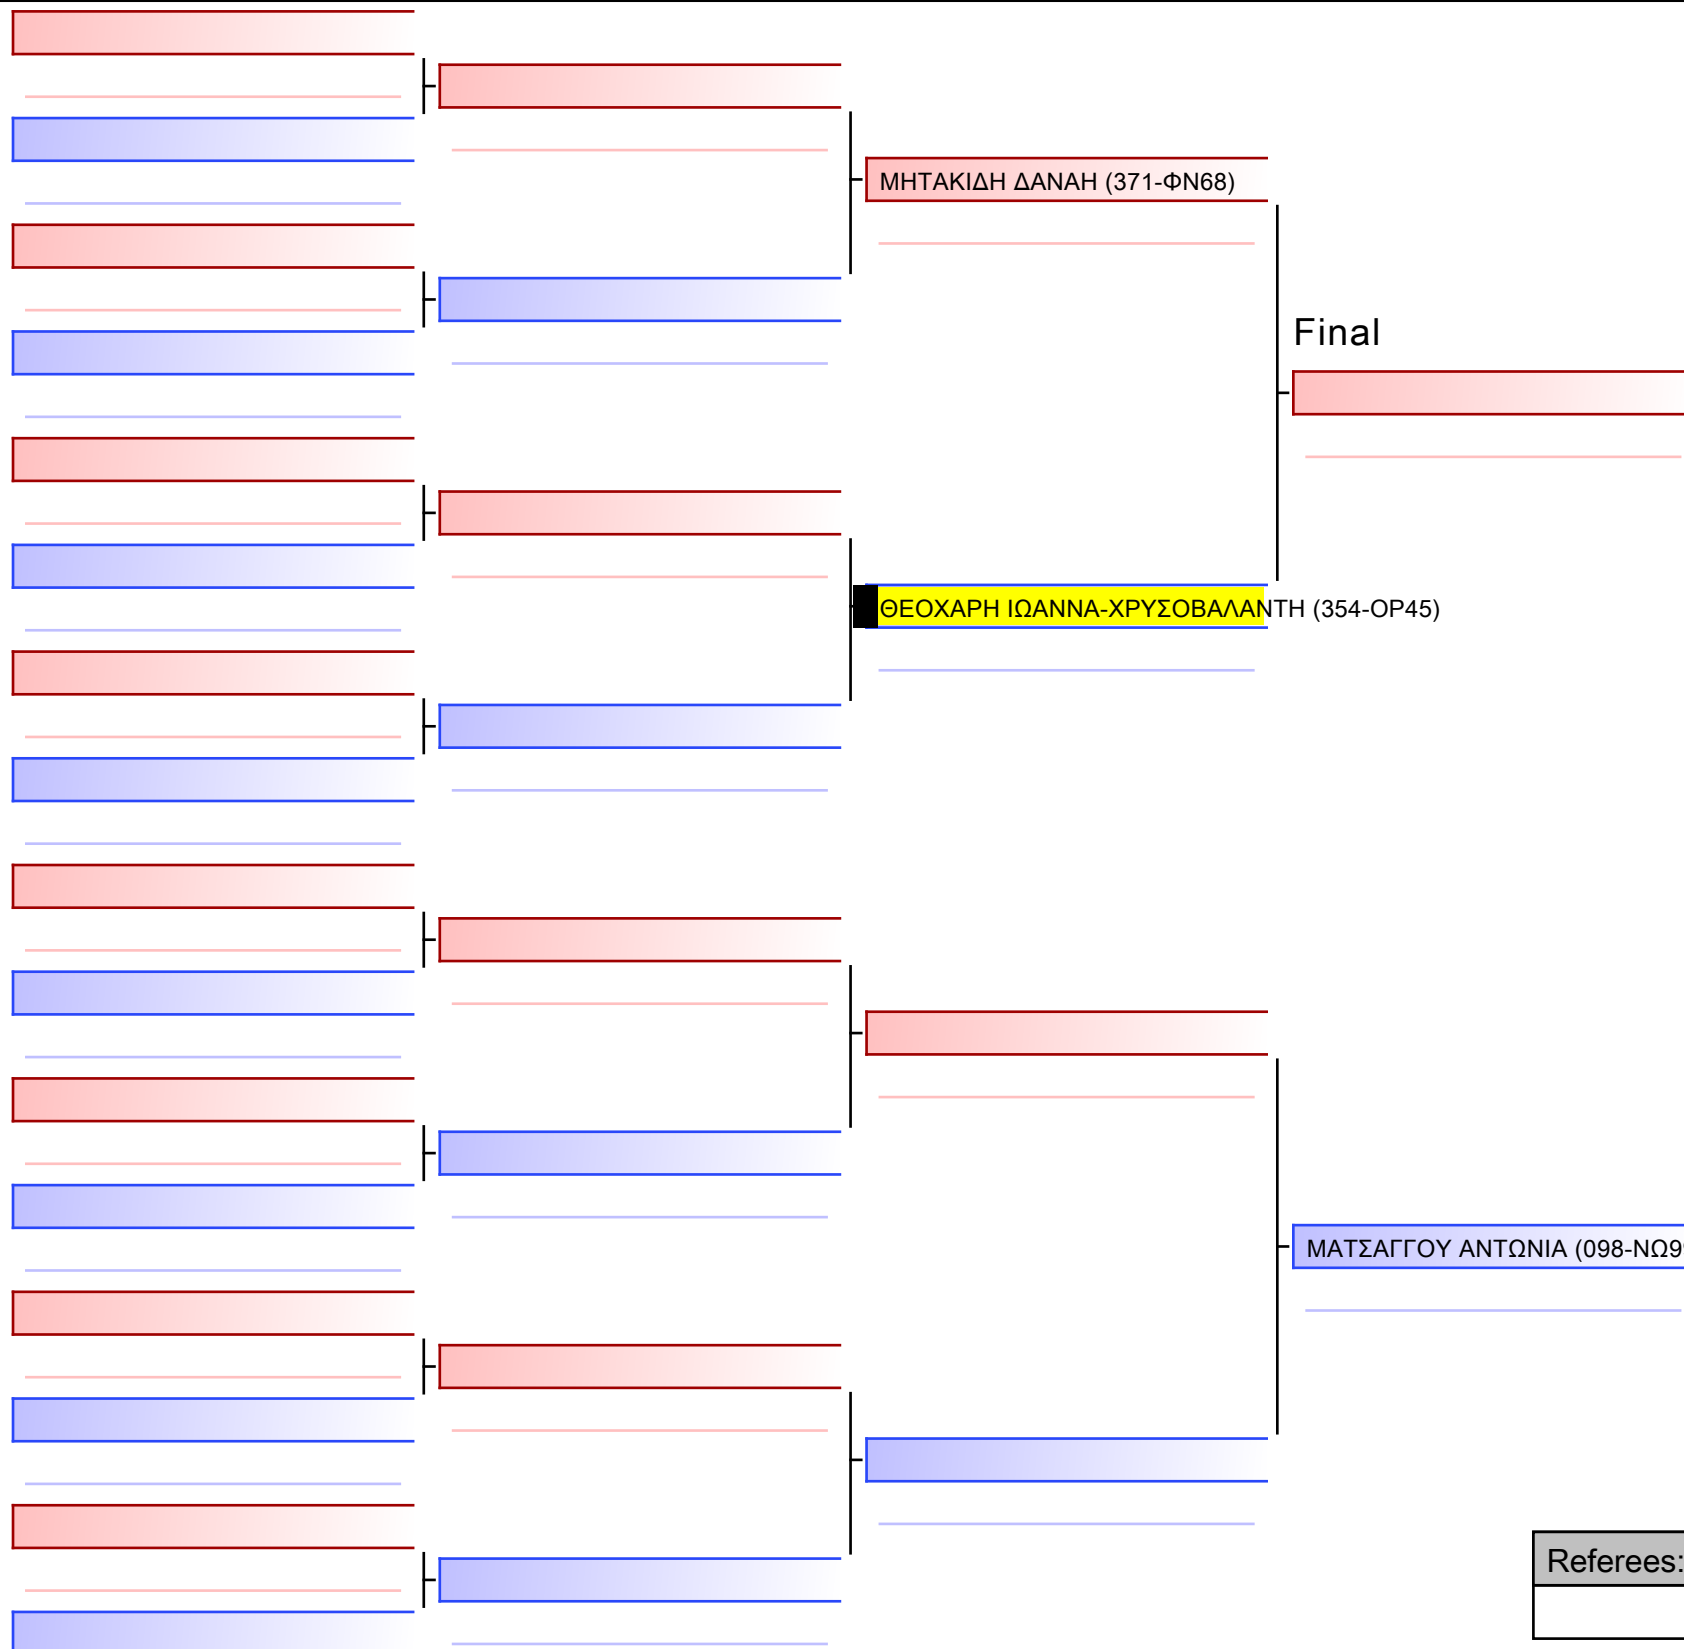 ΜΗΤΑΚΙΔΗ ΔΑΝΑΗ (371-ΦΝ68)
Final
ΘΕΟΧΑΡΗ ΙΩΑΝΝΑ-ΧΡΥΣΟΒΑΛΑΝΤΗ (354-ΟΡ45)
ΜΑΤΣΑΓΓΟΥ ΑΝΤΩΝΙΑ
Referees: